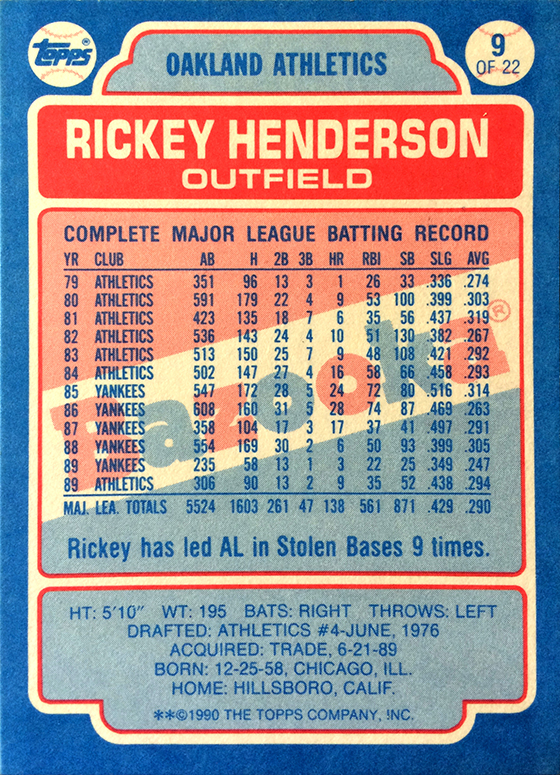 Topps®
OAKLAND ATHLETICS
9
OF 22
RICKEY HENDERSON
OUTFIELD
COMPLETE MAJOR LEAGUE BATTING RECORD
YR CLUB AB H 2B 3B HR RBI SB SLG AVG
79 ATHLETICS 351 96 13 3 1 26 33 .336 .274
80 ATHLETICS 591 179 22 4 9 53 100 .399 .303
81 ATHLETICS 423 135 18 7 6 35 56 .437 .319
82 ATHLETICS 536 143 24 4 10 51 130 .382 .267
83 ATHLETICS 513 150 25 7 9 48 108 .421 .292
84 ATHLETICS 502 147 27 4 16 58 66 .458 .293
85 YANKEES 547 172 28 5 24 72 80 .516 .314
86 YANKEES 608 160 31 5 28 74 87 .469 .263
87 YANKEES 358 104 17 3 17 37 41 .497 .291
88 YANKEES 554 169 30 2 6 50 93 .399 .305
89 YANKEES 235 58 13 1 3 22 25 .349 .247
89 ATHLETICS 306 90 13 2 9 35 52 .438 .294
MAJ. LEA. TOTALS 5524 1603 261 47 138 561 871 .429 .290
Bazooka®
Rickey has led AL in Stolen Bases 9 times.
HT: 5'10" WT: 195 BATS: RIGHT THROWS: LEFT
DRAFTED: ATHLETICS #4-JUNE, 1976
ACQUIRED: TRADE, 6-21-89
BORN: 12-25-58, CHICAGO, ILL.
HOME: HILLSBORO, CALIF.
**©1990 THE TOPPS COMPANY, INC.